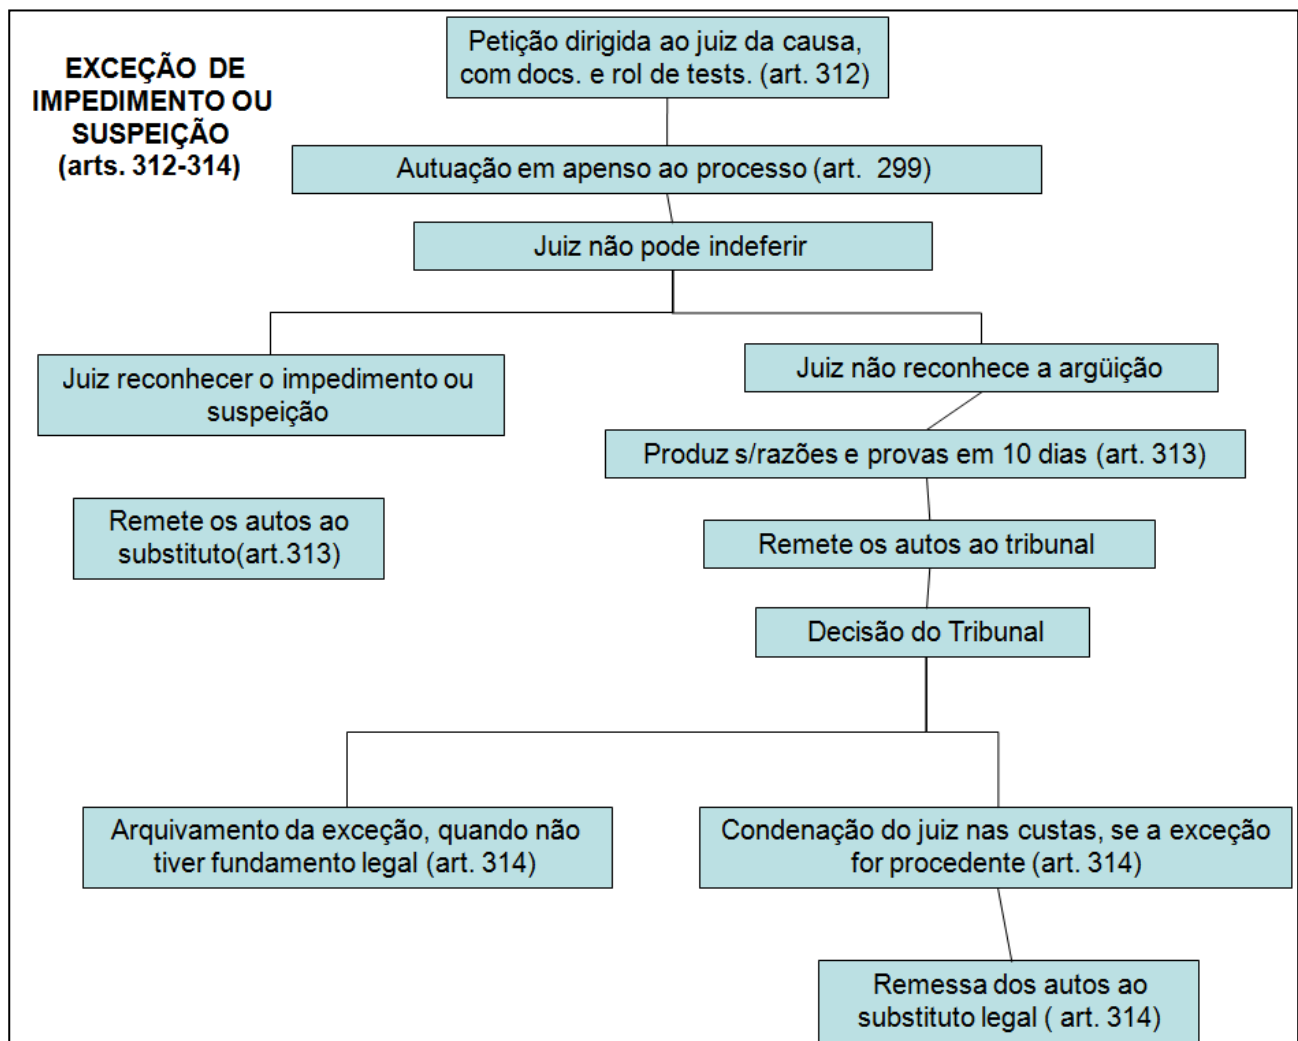 EXCEÇÃO DE
IMPEDIMENTO OU
SUSPEIÇÃO
(arts. 312-314)
Petição dirigida ao juiz da causa,
com docs. e rol de tests. (art. 312)
Autuação em apenso ao processo (art. 299)
Juiz não pode indeferir
Juiz reconhecer o impedimento ou
suspeição
Juiz não reconhece a argüição
Produz s/razões e provas em 10 dias (art. 313)
Remete os autos ao
substituto(art.313)
Remete os autos ao tribunal
Decisão do Tribunal
Arquivamento da exceção, quando não
tiver fundamento legal (art. 314)
Condenação do juiz nas custas, se a exceção
for procedente (art. 314)
Remessa dos autos ao
substituto legal ( art. 314)